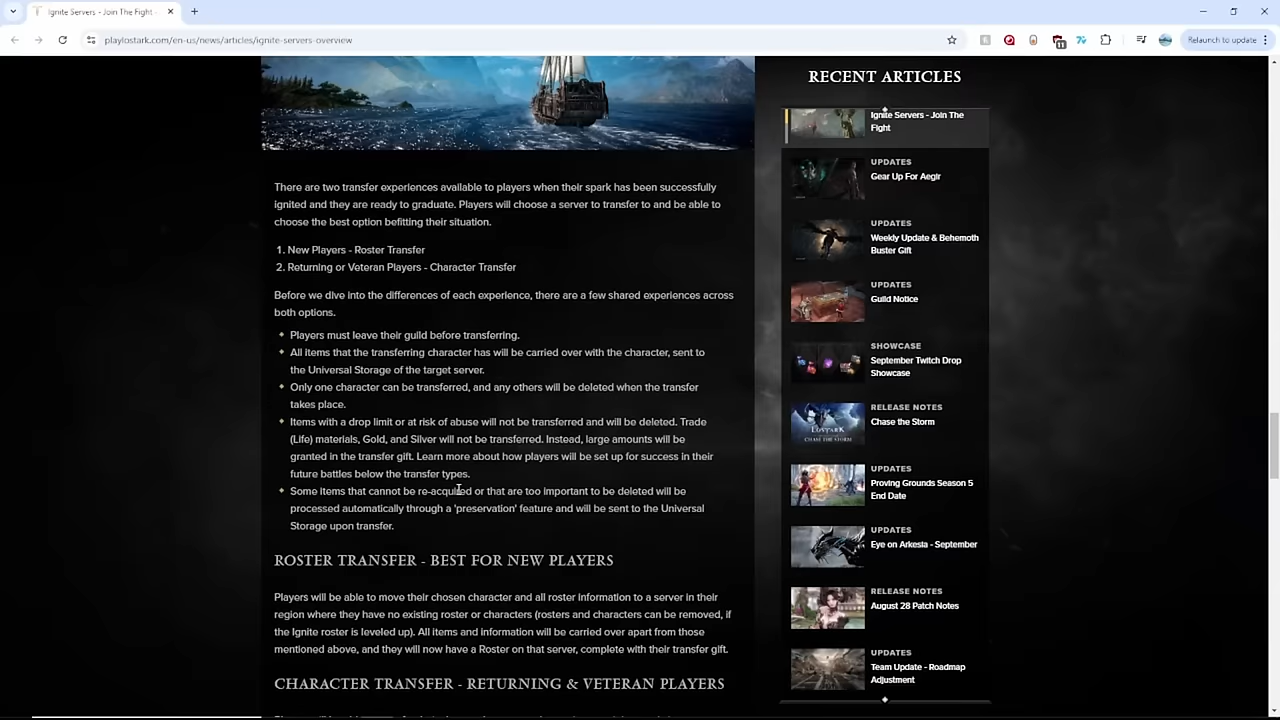 Ignite Servers - Join The Fight -
playlostark.com/en-us/news/articles/ignite-servers-overview
11
Relaunch to update
There are two transfer experiences available to players when their spark has been successfully
ignited and they are ready to graduate. Players will choose a server to transfer to and be able to
choose the best option befitting their situation.
1. New Players - Roster Transfer
2. Returning or Veteran Players - Character Transfer
Before we dive into the differences of each experience, there are a few shared experiences across
both options.
Players must leave their guild before transferring.
All items that the transferring character has will be carried over with the character, sent to
the Universal Storage of the target server.
Only one character can be transferred, and any others will be deleted when the transfer
takes place.
Items with a drop limit or at risk of abuse will not be transferred and will be deleted. Trade
(Life) materials, Gold, and Silver will not be transferred. Instead, large amounts will be
granted in the transfer gift. Learn more about how players will be set up for success in their
future battles below the transfer types.
Some items that cannot be re-acquired or that are too important to be deleted will be
processed automatically through a 'preservation' feature and will be sent to the Universal
Storage upon transfer.
ROSTER TRANSFER - BEST FOR NEW PLAYERS
Players will be able to move their chosen character and all roster information to a server in their
region where they have no existing roster or characters (rosters and characters can be removed, if
the Ignite roster is leveled up). All items and information will be carried over apart from those
mentioned above, and they will now have a Roster on that server, complete with their transfer gift.
CHARACTER TRANSFER - RETURNING & VETERAN PLAYERS
RECENT ARTICLES
Ignite Servers - Join The
Fight
UPDATES
Gear Up For Aegir
UPDATES
Weekly Update & Behemoth
Buster Gift
UPDATES
Guild Notice
SHOWCASE
September Twitch Drop
Showcase
RELEASE NOTES
Chase the Storm
LOST ARK
CHASE THE STORM
UPDATES
Proving Grounds Season 5
End Date
UPDATES
Eye on Arkesia - September
RELEASE NOTES
August 28 Patch Notes
UPDATES
Team Update - Roadmap
Adjustment